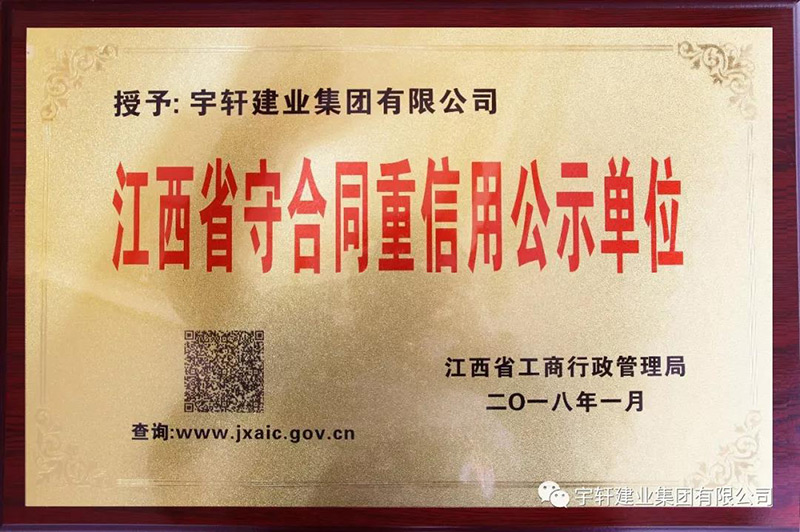 授予:宇轩建业集团有限公司
江西省守合同重信用公示单位
江西省工商行政管理局
二〇一八年一月
查询:www.jxaic.gov.cn
宇轩建业集团有限公司